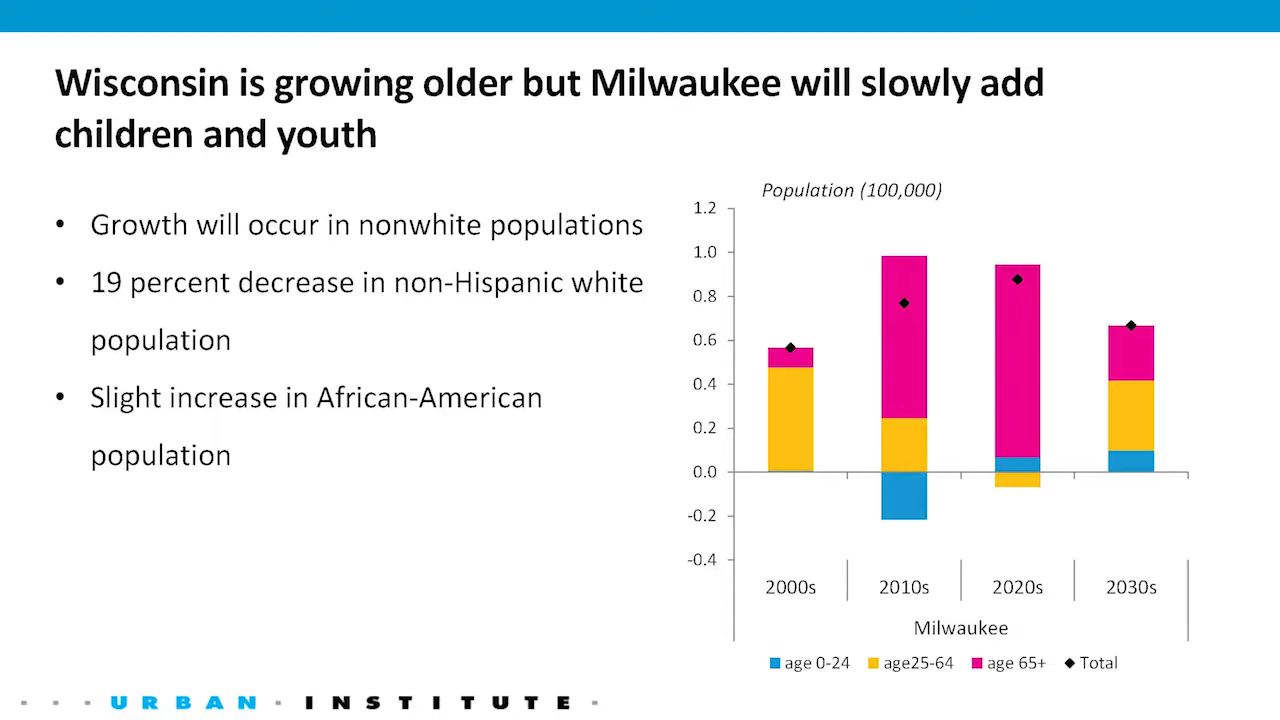 Wisconsin is growing older but Milwaukee will slowly add
children and youth
• Growth will occur in nonwhite populations
• 19 percent decrease in non-Hispanic white
population
• Slight increase in African-American
population
Population (100,000)
1.2
1.0
0.8
0.6
0.4
0.2
0.0
-0.2
-0.4
2000s 2010s 2020s 2030s
Milwaukee
age 0-24 age25-64 age 65+ Total
URBAN INSTITUTE